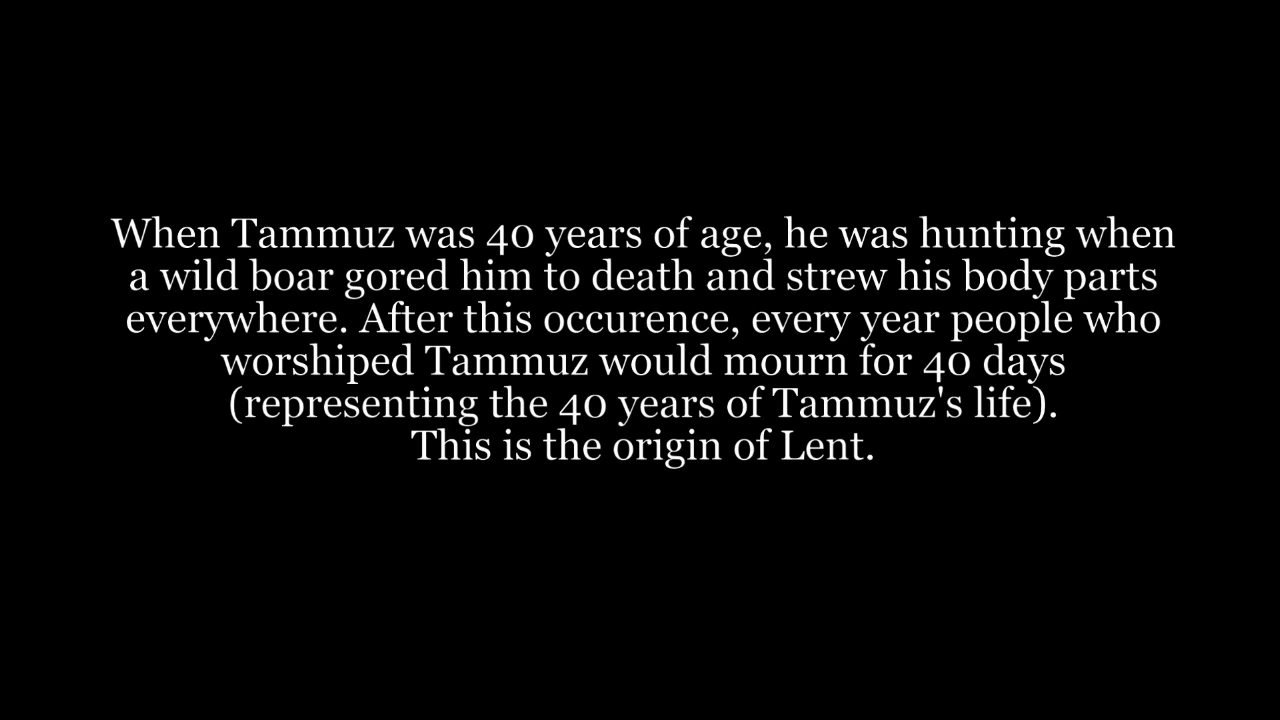 When Tammuz was 40 years of age, he was hunting when
a wild boar gored him to death and strew his body parts
everywhere. After this occurence, every year people who
worshiped Tammuz would mourn for 40 days
(representing the 40 years of Tammuz's life).
This is the origin of Lent.